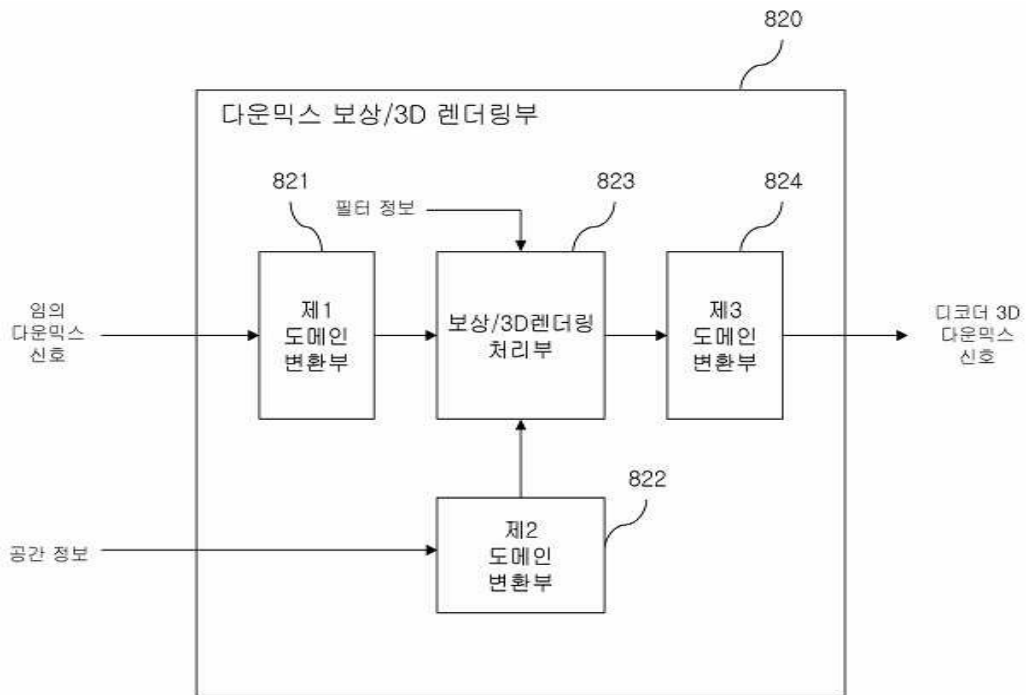 820
다운믹스 보상/3D 렌더링부
821
823
824
필터 정보
임의
다운믹스
신호
제1
도메인
변환부
보상/3D렌더링
처리부
제3
도메인
변환부
디코더 3D
다운믹스
신호
822
공간 정보
제2
도메인
변환부